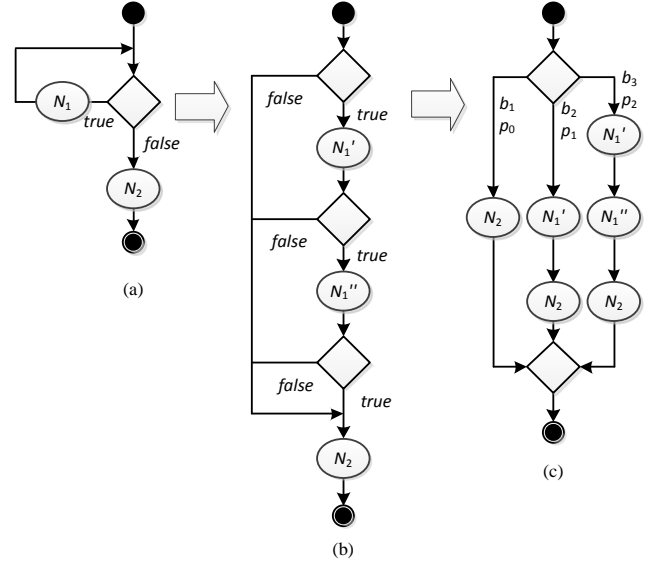 N₁
true
false
N₂
(a)
false
true
N₁'
false
true
N₁''
false
true
N₂
(b)
b₁
p₀
b₂
p₁
b₃
p₂
N₁'
N₂
N₁'
N₁''
N₂
N₂
(c)